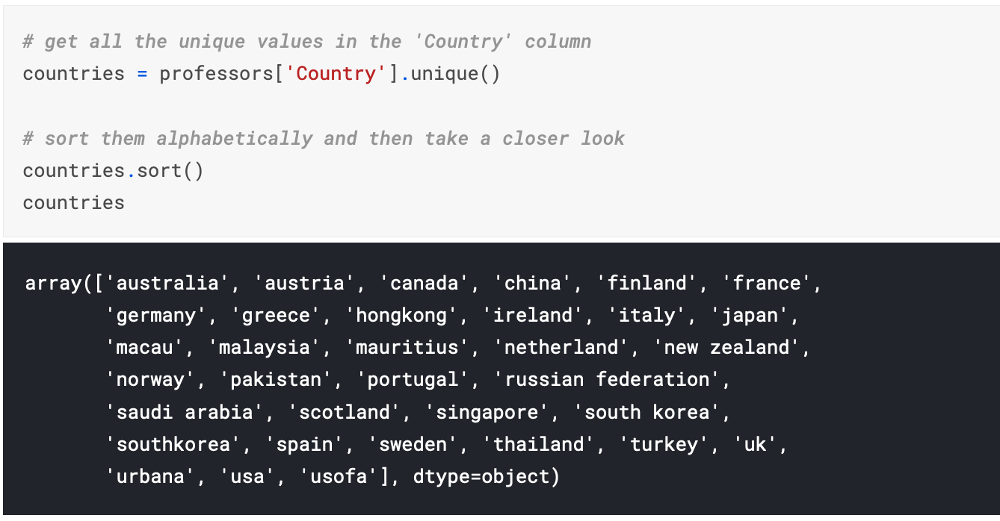 # get all the unique values in the 'Country' column
countries = professors['Country'].unique()
# sort them alphabetically and then take a closer look
countries.sort()
countries
array(['australia', 'austria', 'canada', 'china', 'finland', 'france',
'germany', 'greece', 'hongkong', 'ireland', 'italy', 'japan',
'macau', 'malaysia', 'mauritius', 'netherland', 'new zealand',
'norway', 'pakistan', 'portugal', 'russian federation',
'saudi arabia', 'scotland', 'singapore', 'south korea',
'southkorea', 'spain', 'sweden', 'thailand', 'turkey', 'uk',
'urbana', 'usa', 'usofa'], dtype=object)